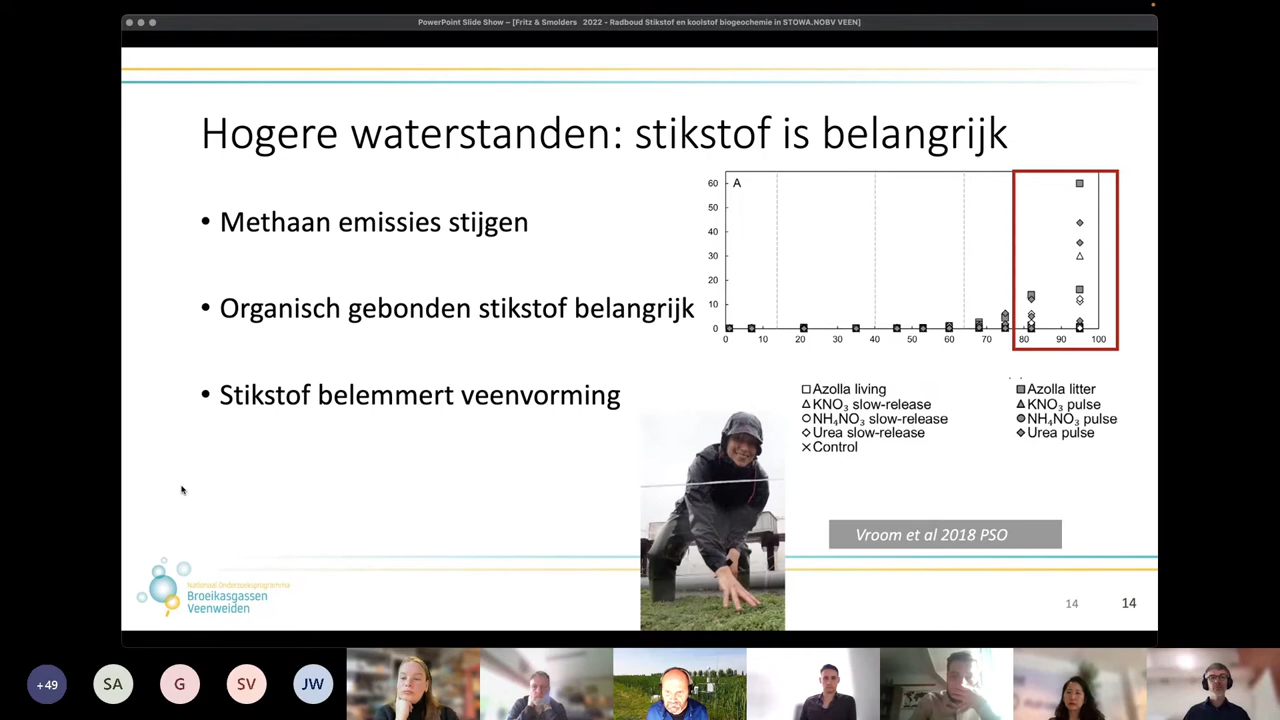 PowerPoint Slide Show – [Fritz & Smolders 2022 - Radboud Stikstof en koolstof biogeochemie in STOWA.NOBV VEEN]
Hogere waterstanden: stikstof is belangrijk
• Methaan emissies stijgen
• Organisch gebonden stikstof belangrijk
• Stikstof belemmert veenvorming
A
60
50
40
30
20
10
0
0 10 20 30 40 50 60 70 80 90 100
Azolla living
KNO₃ slow-release
NH₄NO₃ slow-release
Urea slow-release
Control
Azolla litter
KNO₃ pulse
NH₄NO₃ pulse
Urea pulse
Vroom et al 2018 PSO
Nationaal Onderzoeksprogramma
Broeikasgassen
Veenweiden
14 14
+49 SA G SV JW